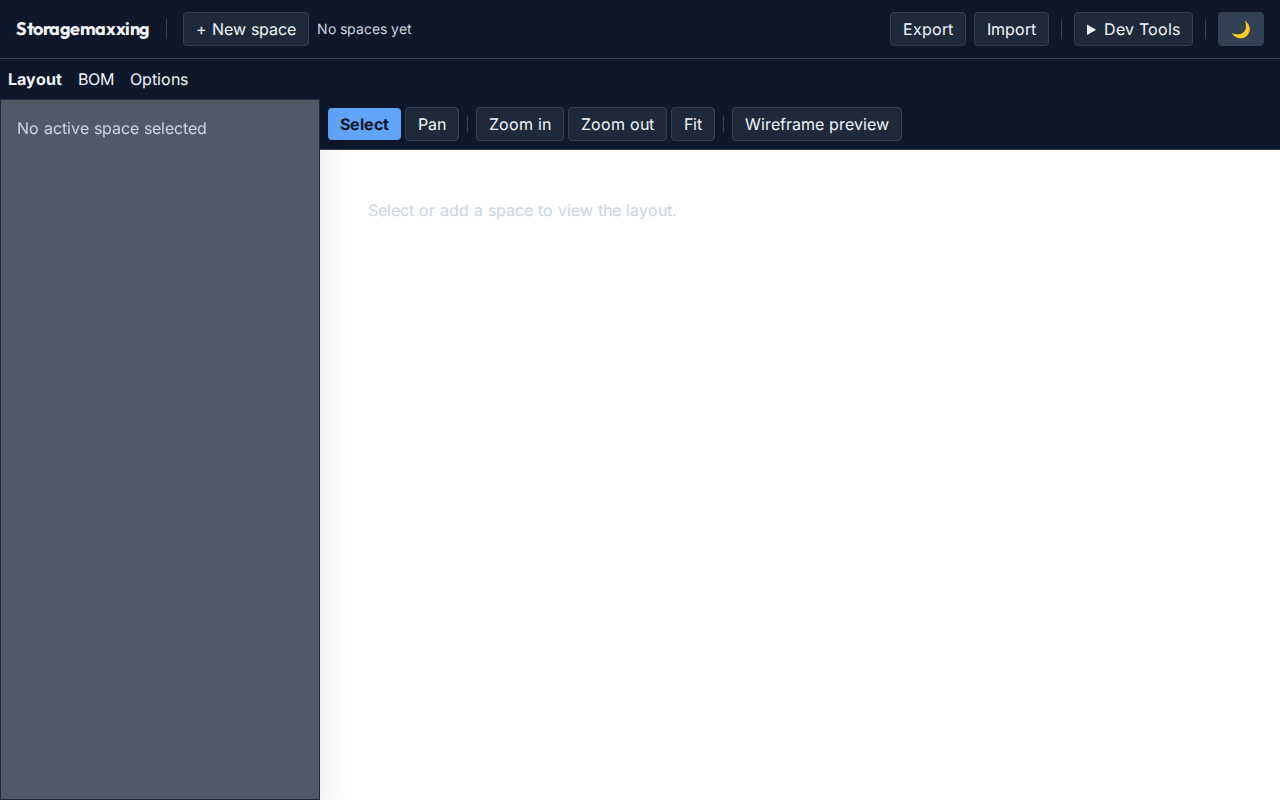 Storagemaxxing
+ New space
No spaces yet
Export
Import
▶ Dev Tools
Layout
BOM
Options
No active space selected
Select
Pan
Zoom in
Zoom out
Fit
Wireframe preview
Select or add a space to view the layout.